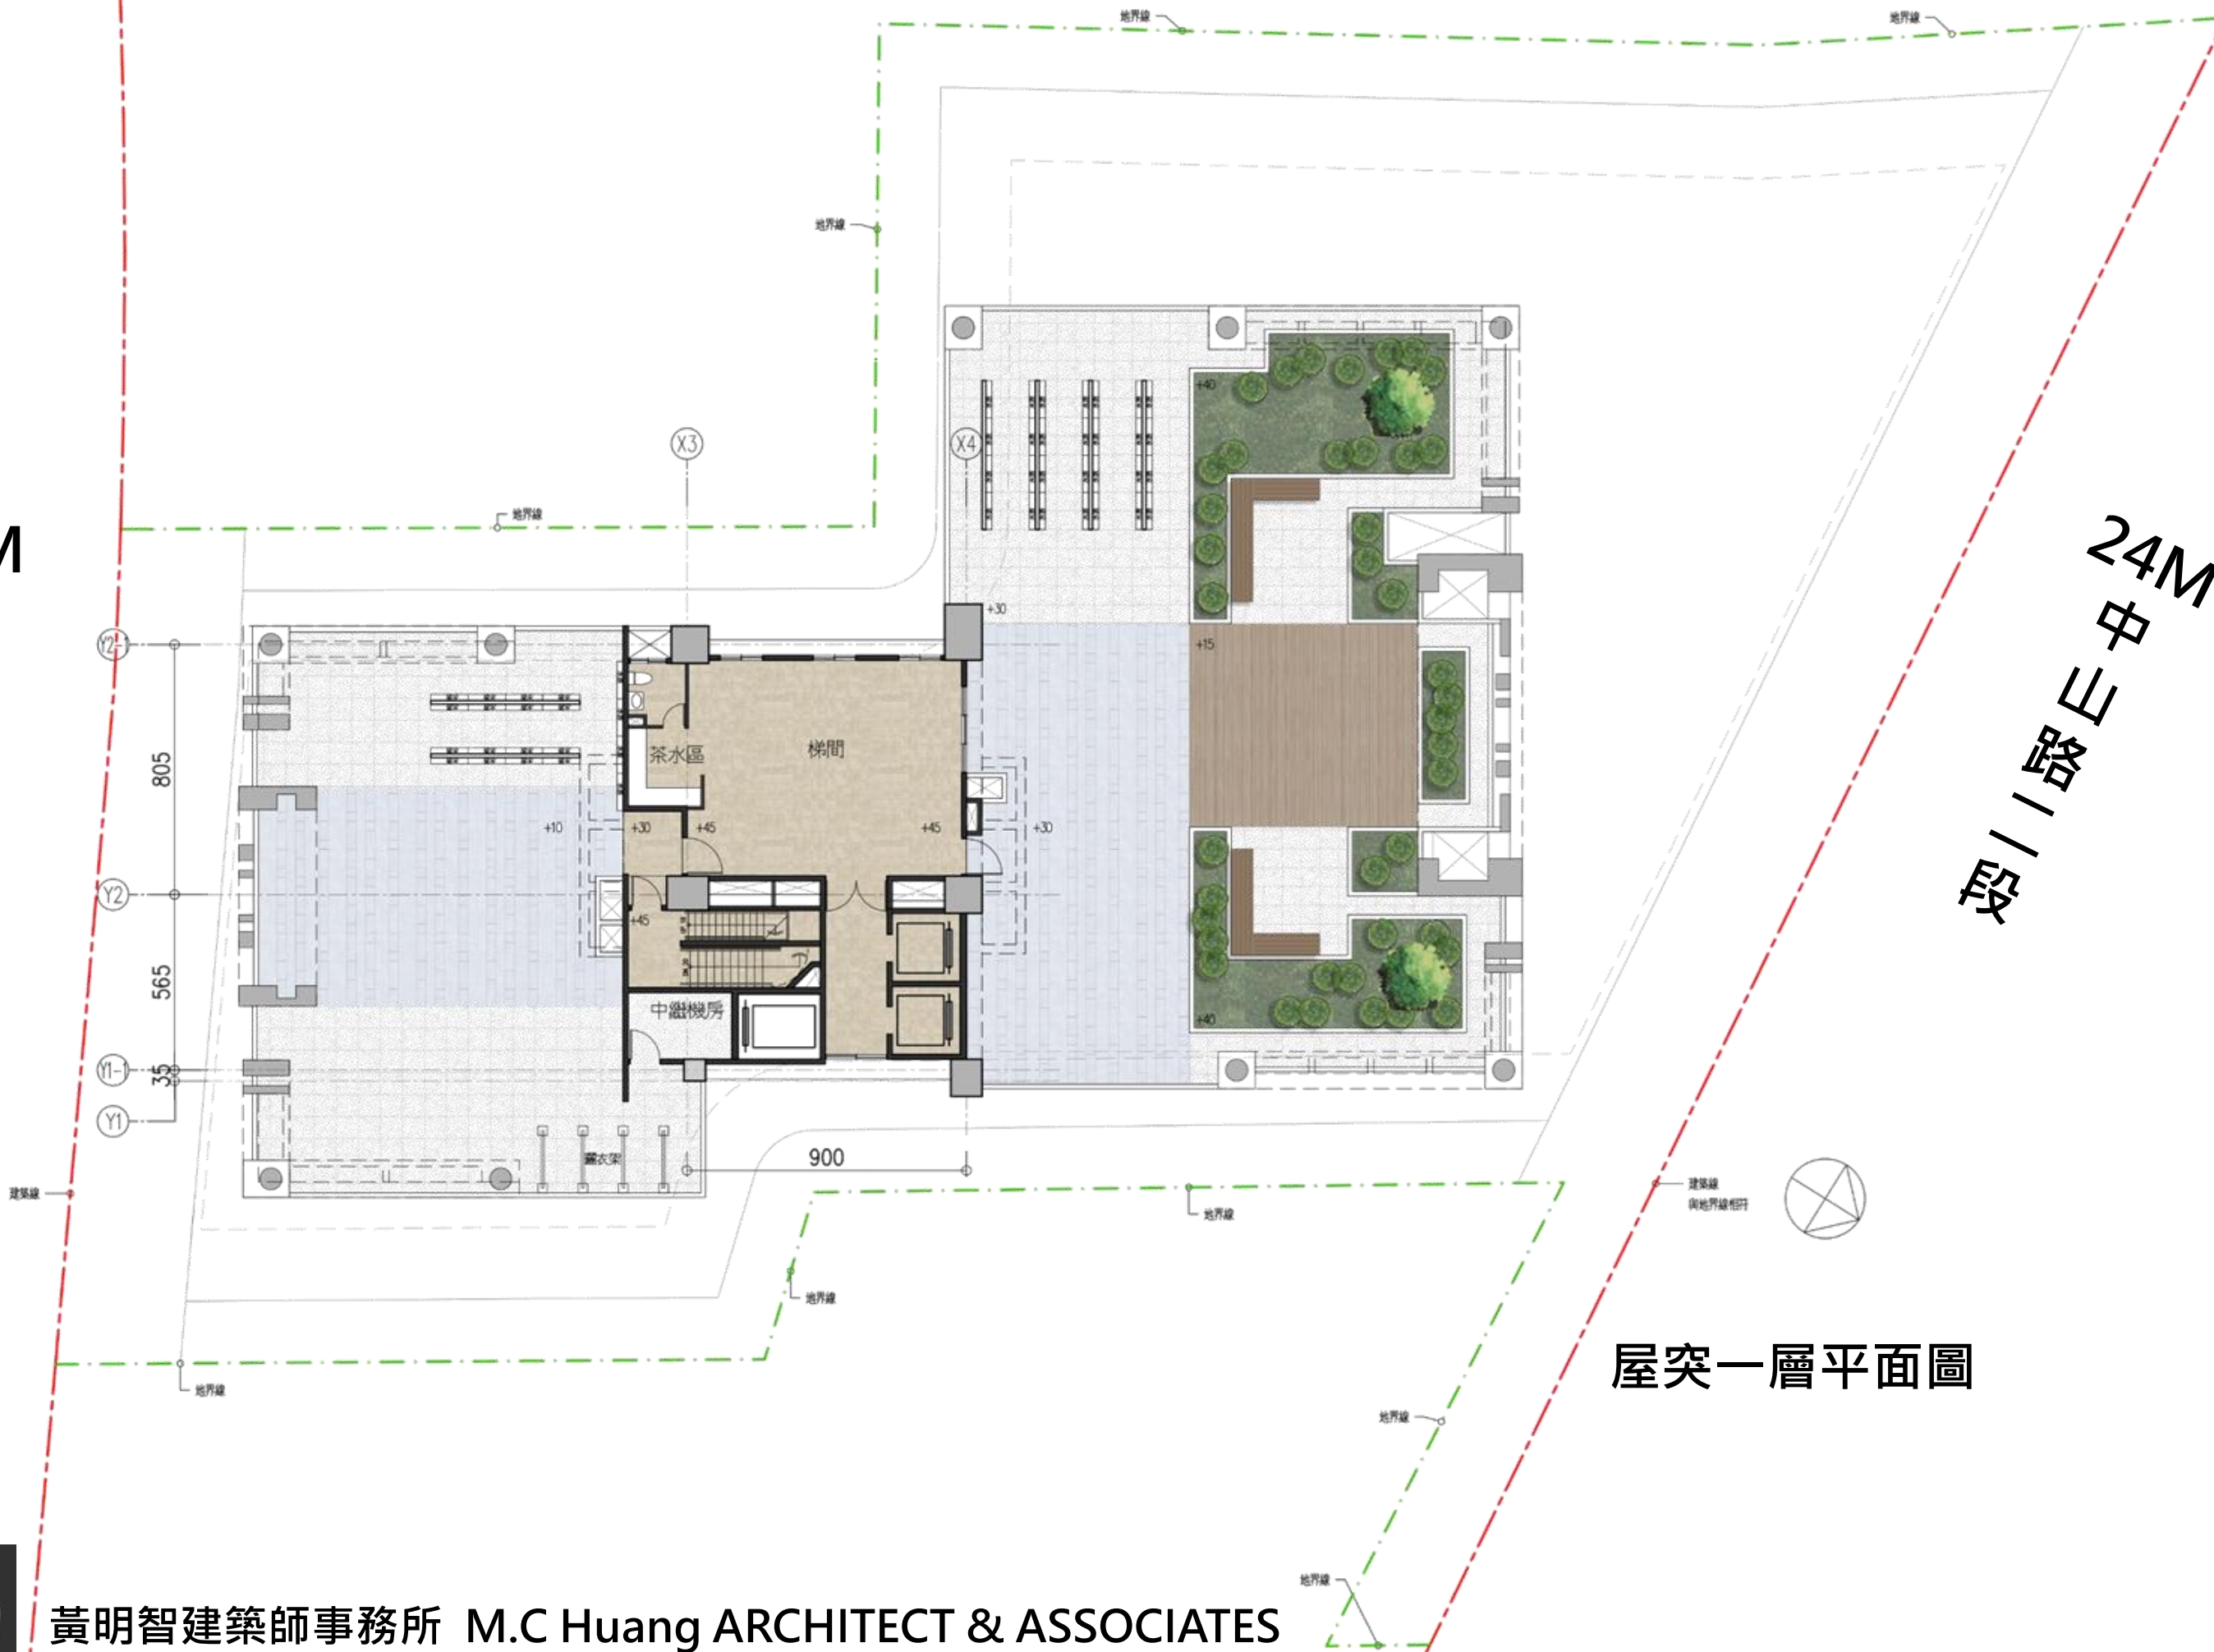 地界線
地界線
地界線
X3
X4
地界線
M
24M
中山路二段
+40
+30
Y2-1
+15
805
茶水區
梯間
+10
+30
+45
+45
+30
Y2
+45
565
中繼機房
+40
Y1-1
35
Y1
曬衣架
900
建築線
地界線
建築線
與地界線相符
地界線
屋突一層平面圖
地界線
地界線
地界線
黃明智建築師事務所 M.C Huang ARCHITECT & ASSOCIATES